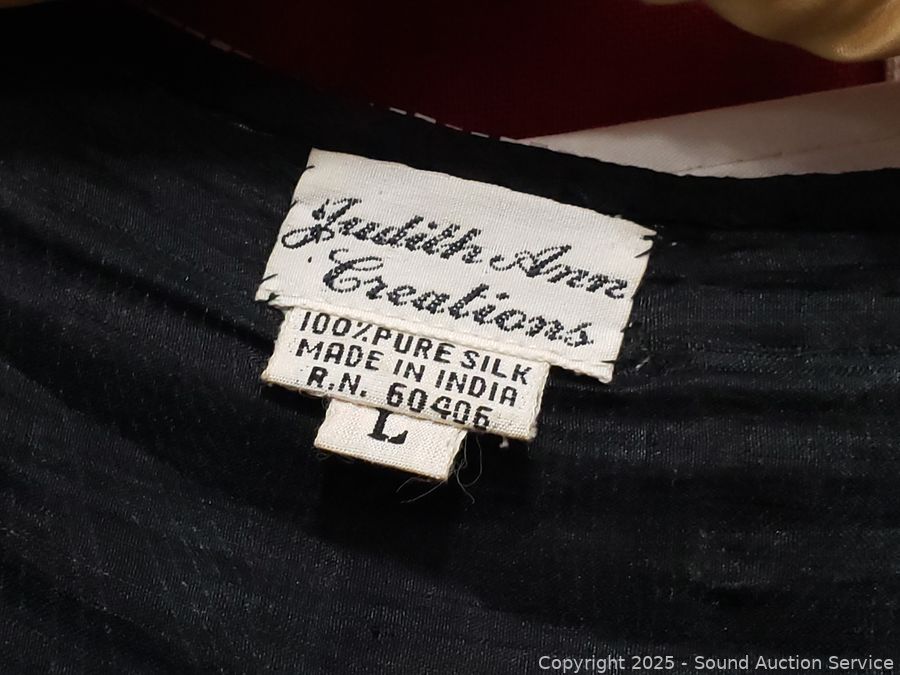 Judith Ann
Creations
100% PURE SILK
MADE IN INDIA
R.N. 60406
L
Copyright 2025 - Sound Auction Service